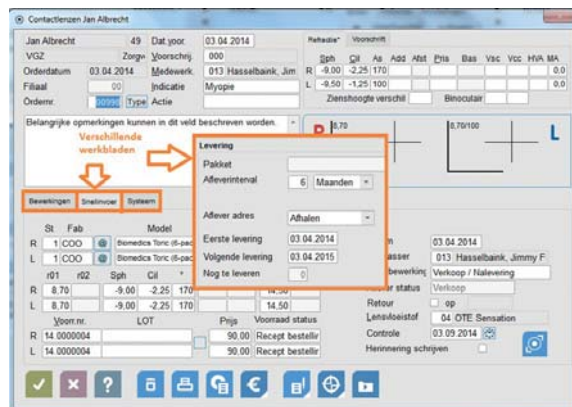 Contactlenzen Jan Albrecht
Jan Albrecht 49 Dat.voor. 03.04.2014 Refractie* Voorschrift
VGZ Zorgv Voorschrij. 000 Sph Cil As Add Afst Pris Bas Vsc Vcc HVA MA
Orderdatum 03.04.2014 Medewerk. 013 Hasselbaink, Jim R -9,00 -2,25 170 0,0
Filiaal 00 Indicatie Myopie L -9,50 -1,25 100 0,0
Ordernr. Type Actie Zienshoogte verschil Binoculair
Belangrijke opmerkingen kunnen in dit veld beschreven worden.
Verschillende
werkbladen
R 8,70 8,70/100 L
Levering
Pakket
Afleverinterval 6 Maanden
Aflever adres Afhalen
Eerste levering 03.04.2014
Volgende levering 03.04.2015
Nog te leveren 0
Bewerkingen Snelinvoer Systeem
St Fab Model
R 1 COO Biomedics Toric (6-pac 03.04.2014
L 1 COO Biomedics Toric (6-pac asser 013 Hasselbaink, Jimmy F
r01 r02 Sph Cil ° bewerking Verkoop / Nalevering
R 8,70 -9,00 -2,25 170 14,50 status Verkoop
L 8,70 -9,00 -2,25 170 14,50 Retour op
Voorr.nr. LOT Prijs Voorraad status Lensvloeistof 04 OTE Sensation
R 14.0000004 90,00 Recept bestellir Controle 03.09.2014
L 14.0000004 90,00 Recept bestellir Herinnering schrijven